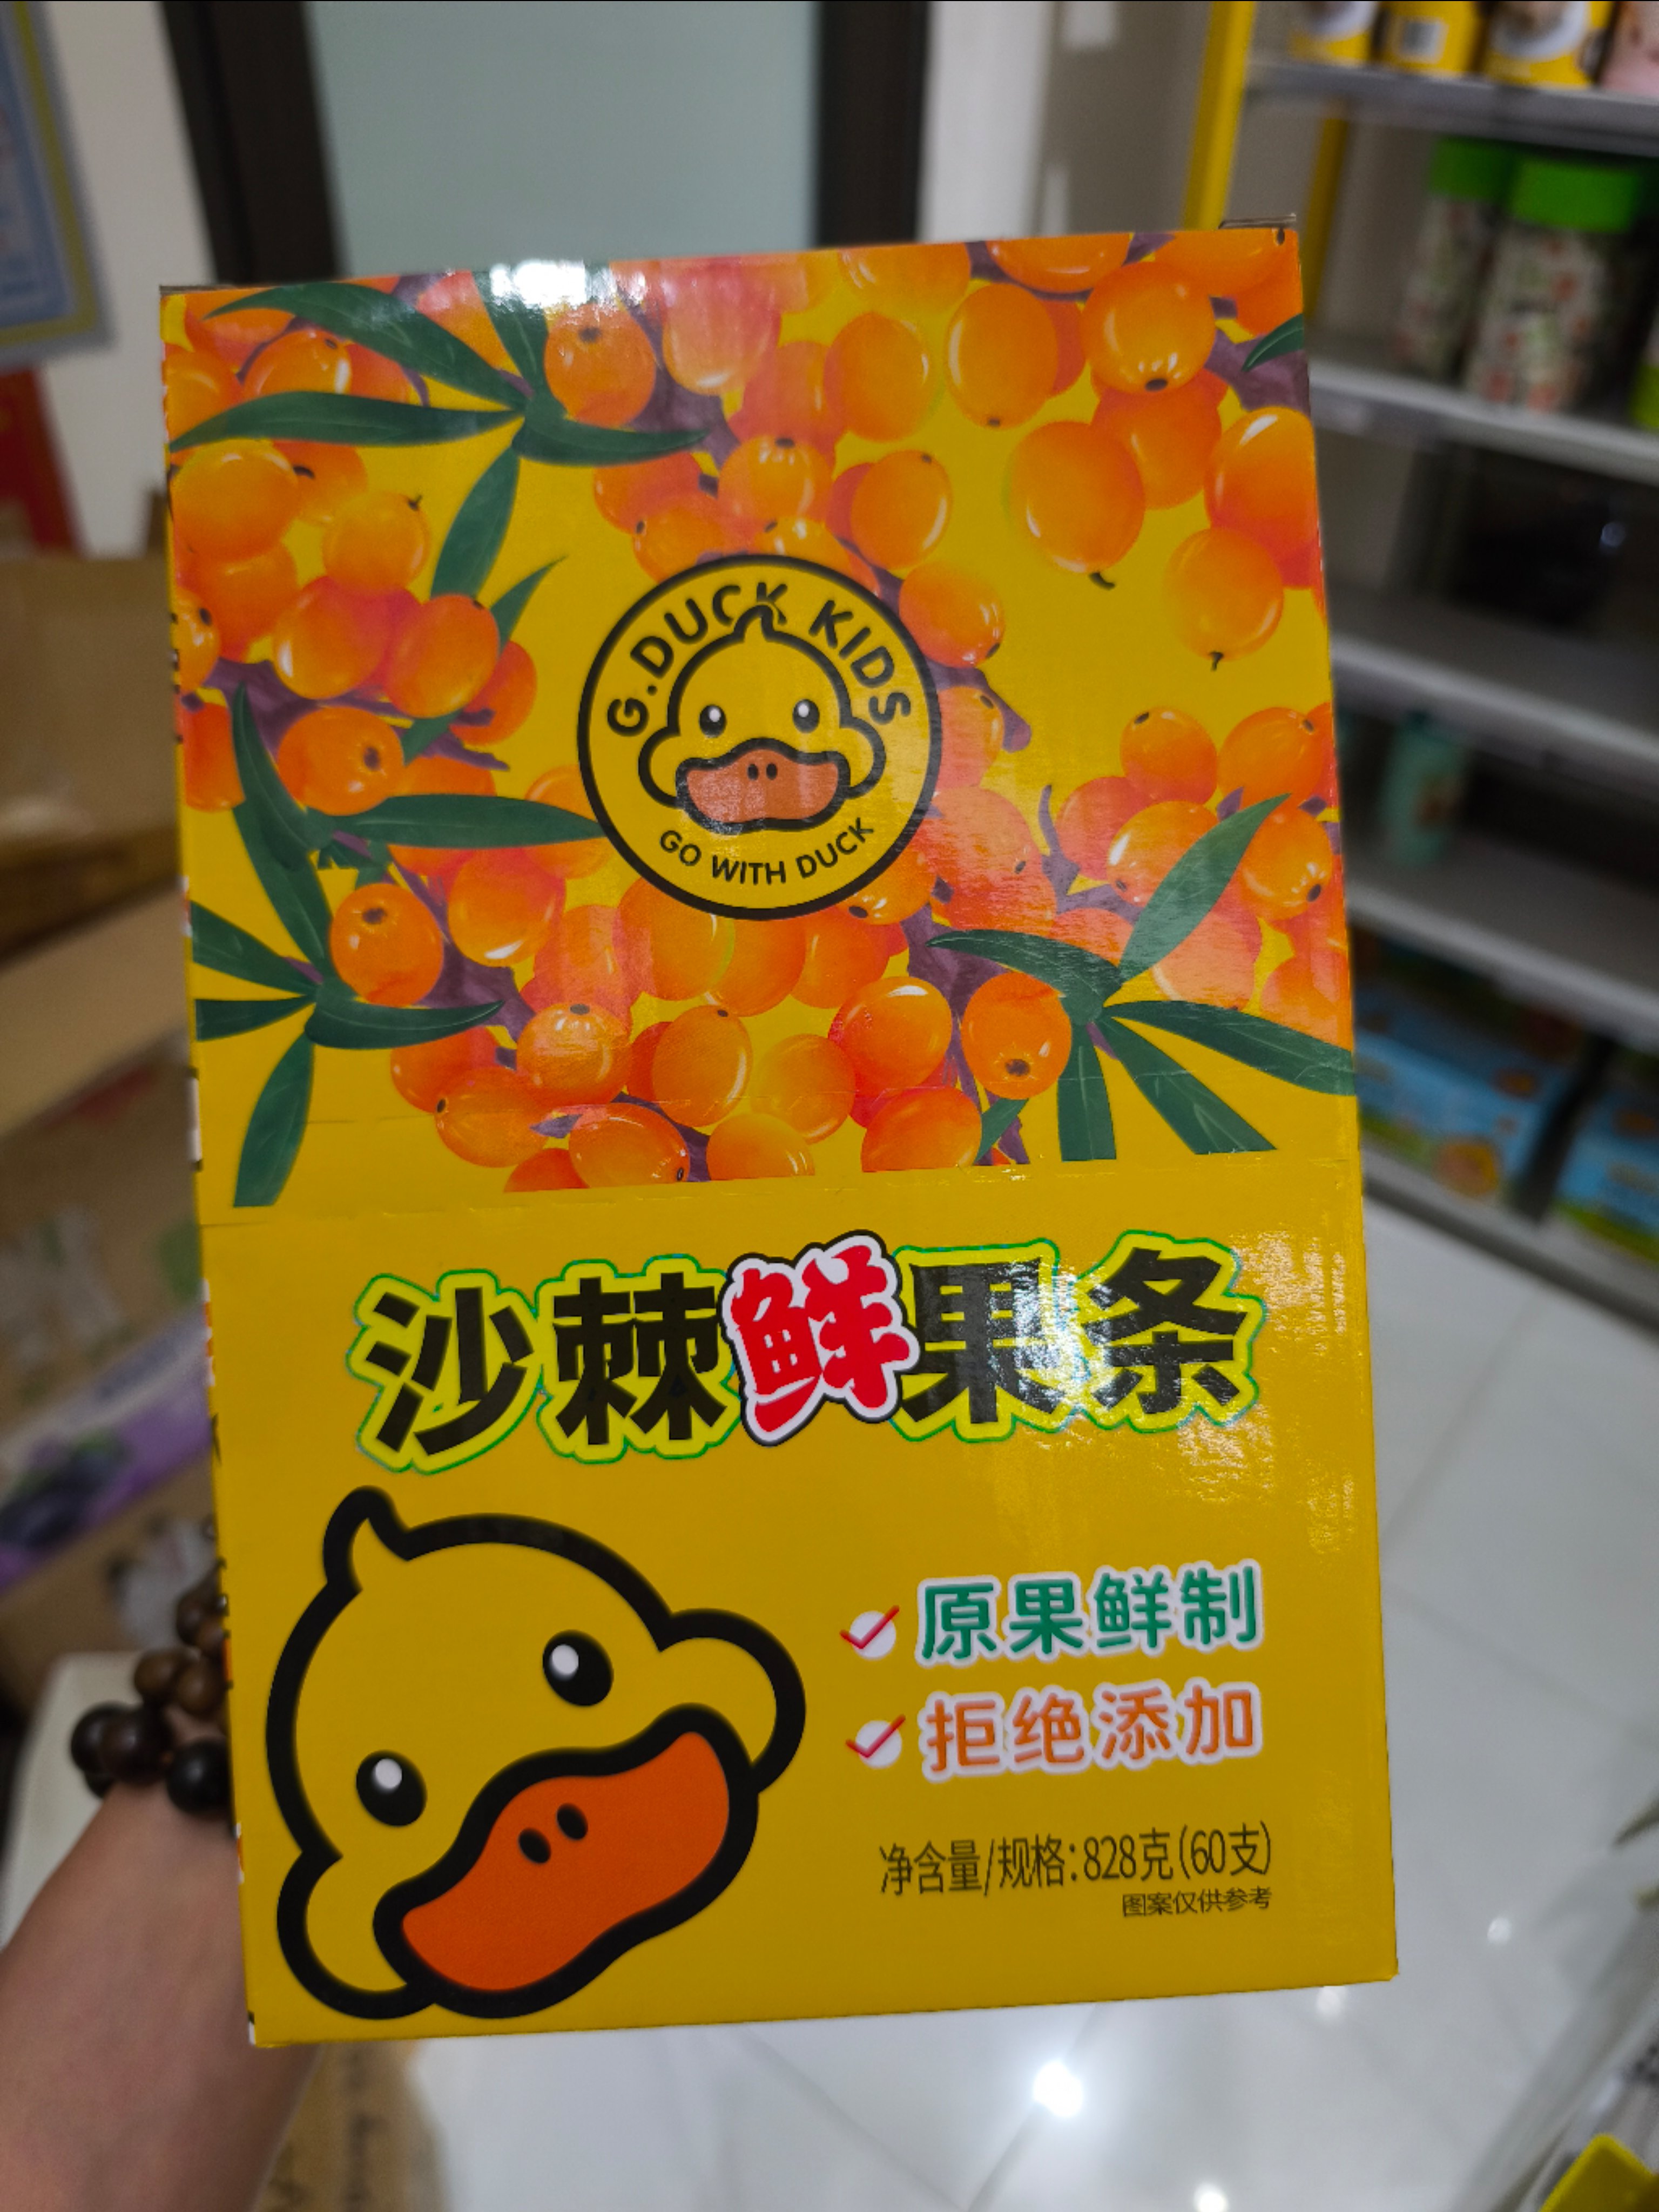 G.DUCK KIDS
GO WITH DUCK
沙棘鲜果条
原果鲜制
拒绝添加
净含量/规格:828克(60支)
图案仅供参考